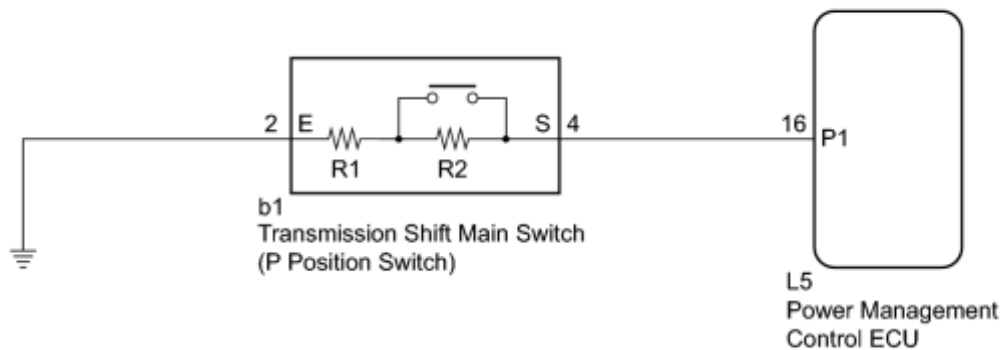 2 E
R1
R2
S 4
16 P1
b1
Transmission Shift Main Switch
(P Position Switch)
L5
Power Management
Control ECU